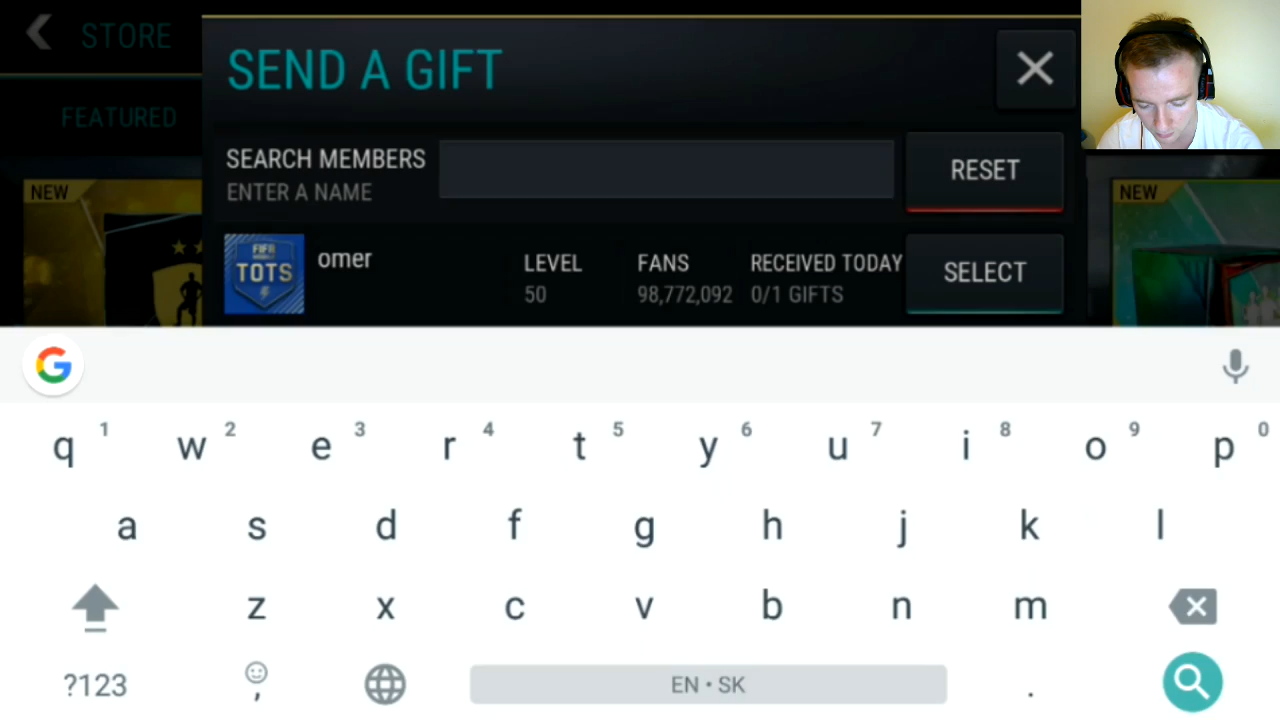 STORE
SEND A GIFT
FEATURED
SEARCH MEMBERS
ENTER A NAME
RESET
NEW
NEW
FIFA
TOTS
omer
LEVEL
50
FANS
98,772,092
RECEIVED TODAY
0/1 GIFTS
SELECT
G
q 1 w 2 e 3 r 4 t 5 y 6 u 7 i 8 o 9 p 0
a s d f g h j k l
z x c v b n m
?123 , EN • SK .